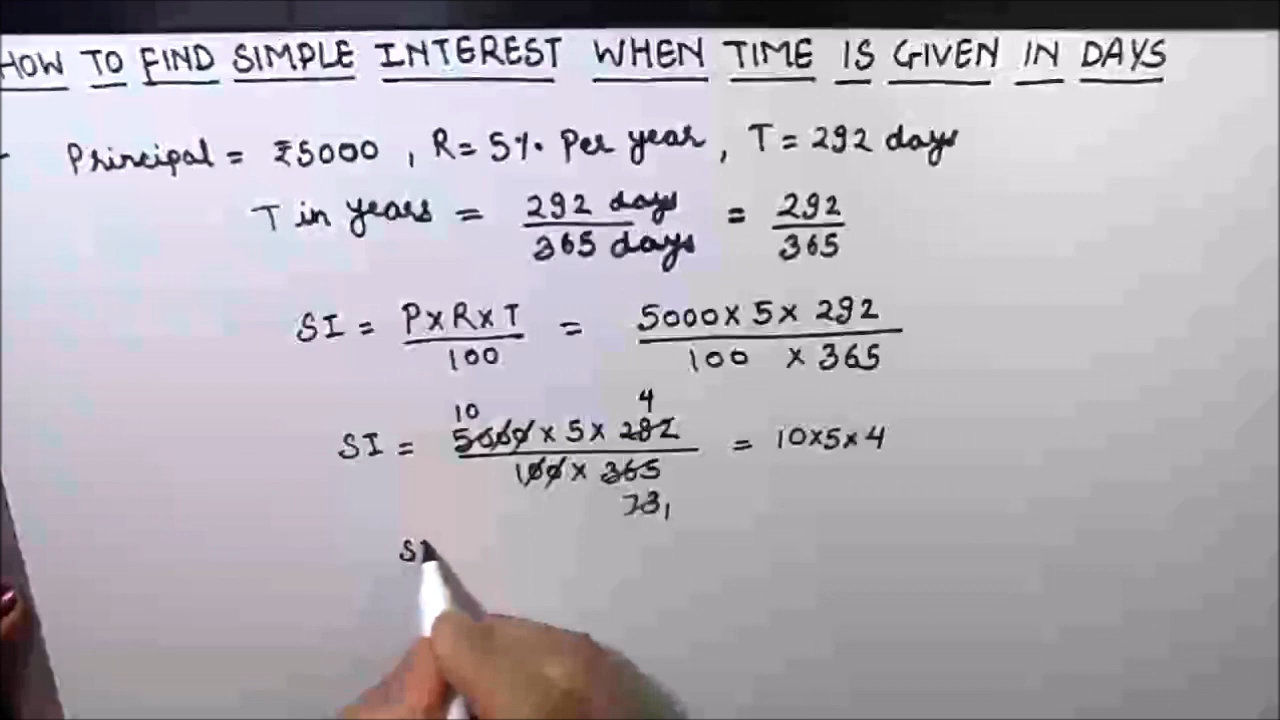 HOW TO FIND SIMPLE INTEREST WHEN TIME IS GIVEN IN DAYS
Principal = ₹5000 , R = 5% Per year , T = 292 days
T in years = 292 days / 365 days = 292 / 365
SI = P x R x T / 100 = 5000 x 5 x 292 / 100 x 365
10 4
SI = 5000 x 5 x 292 / 100 x 365 = 10 x 5 x 4
73 1
SI